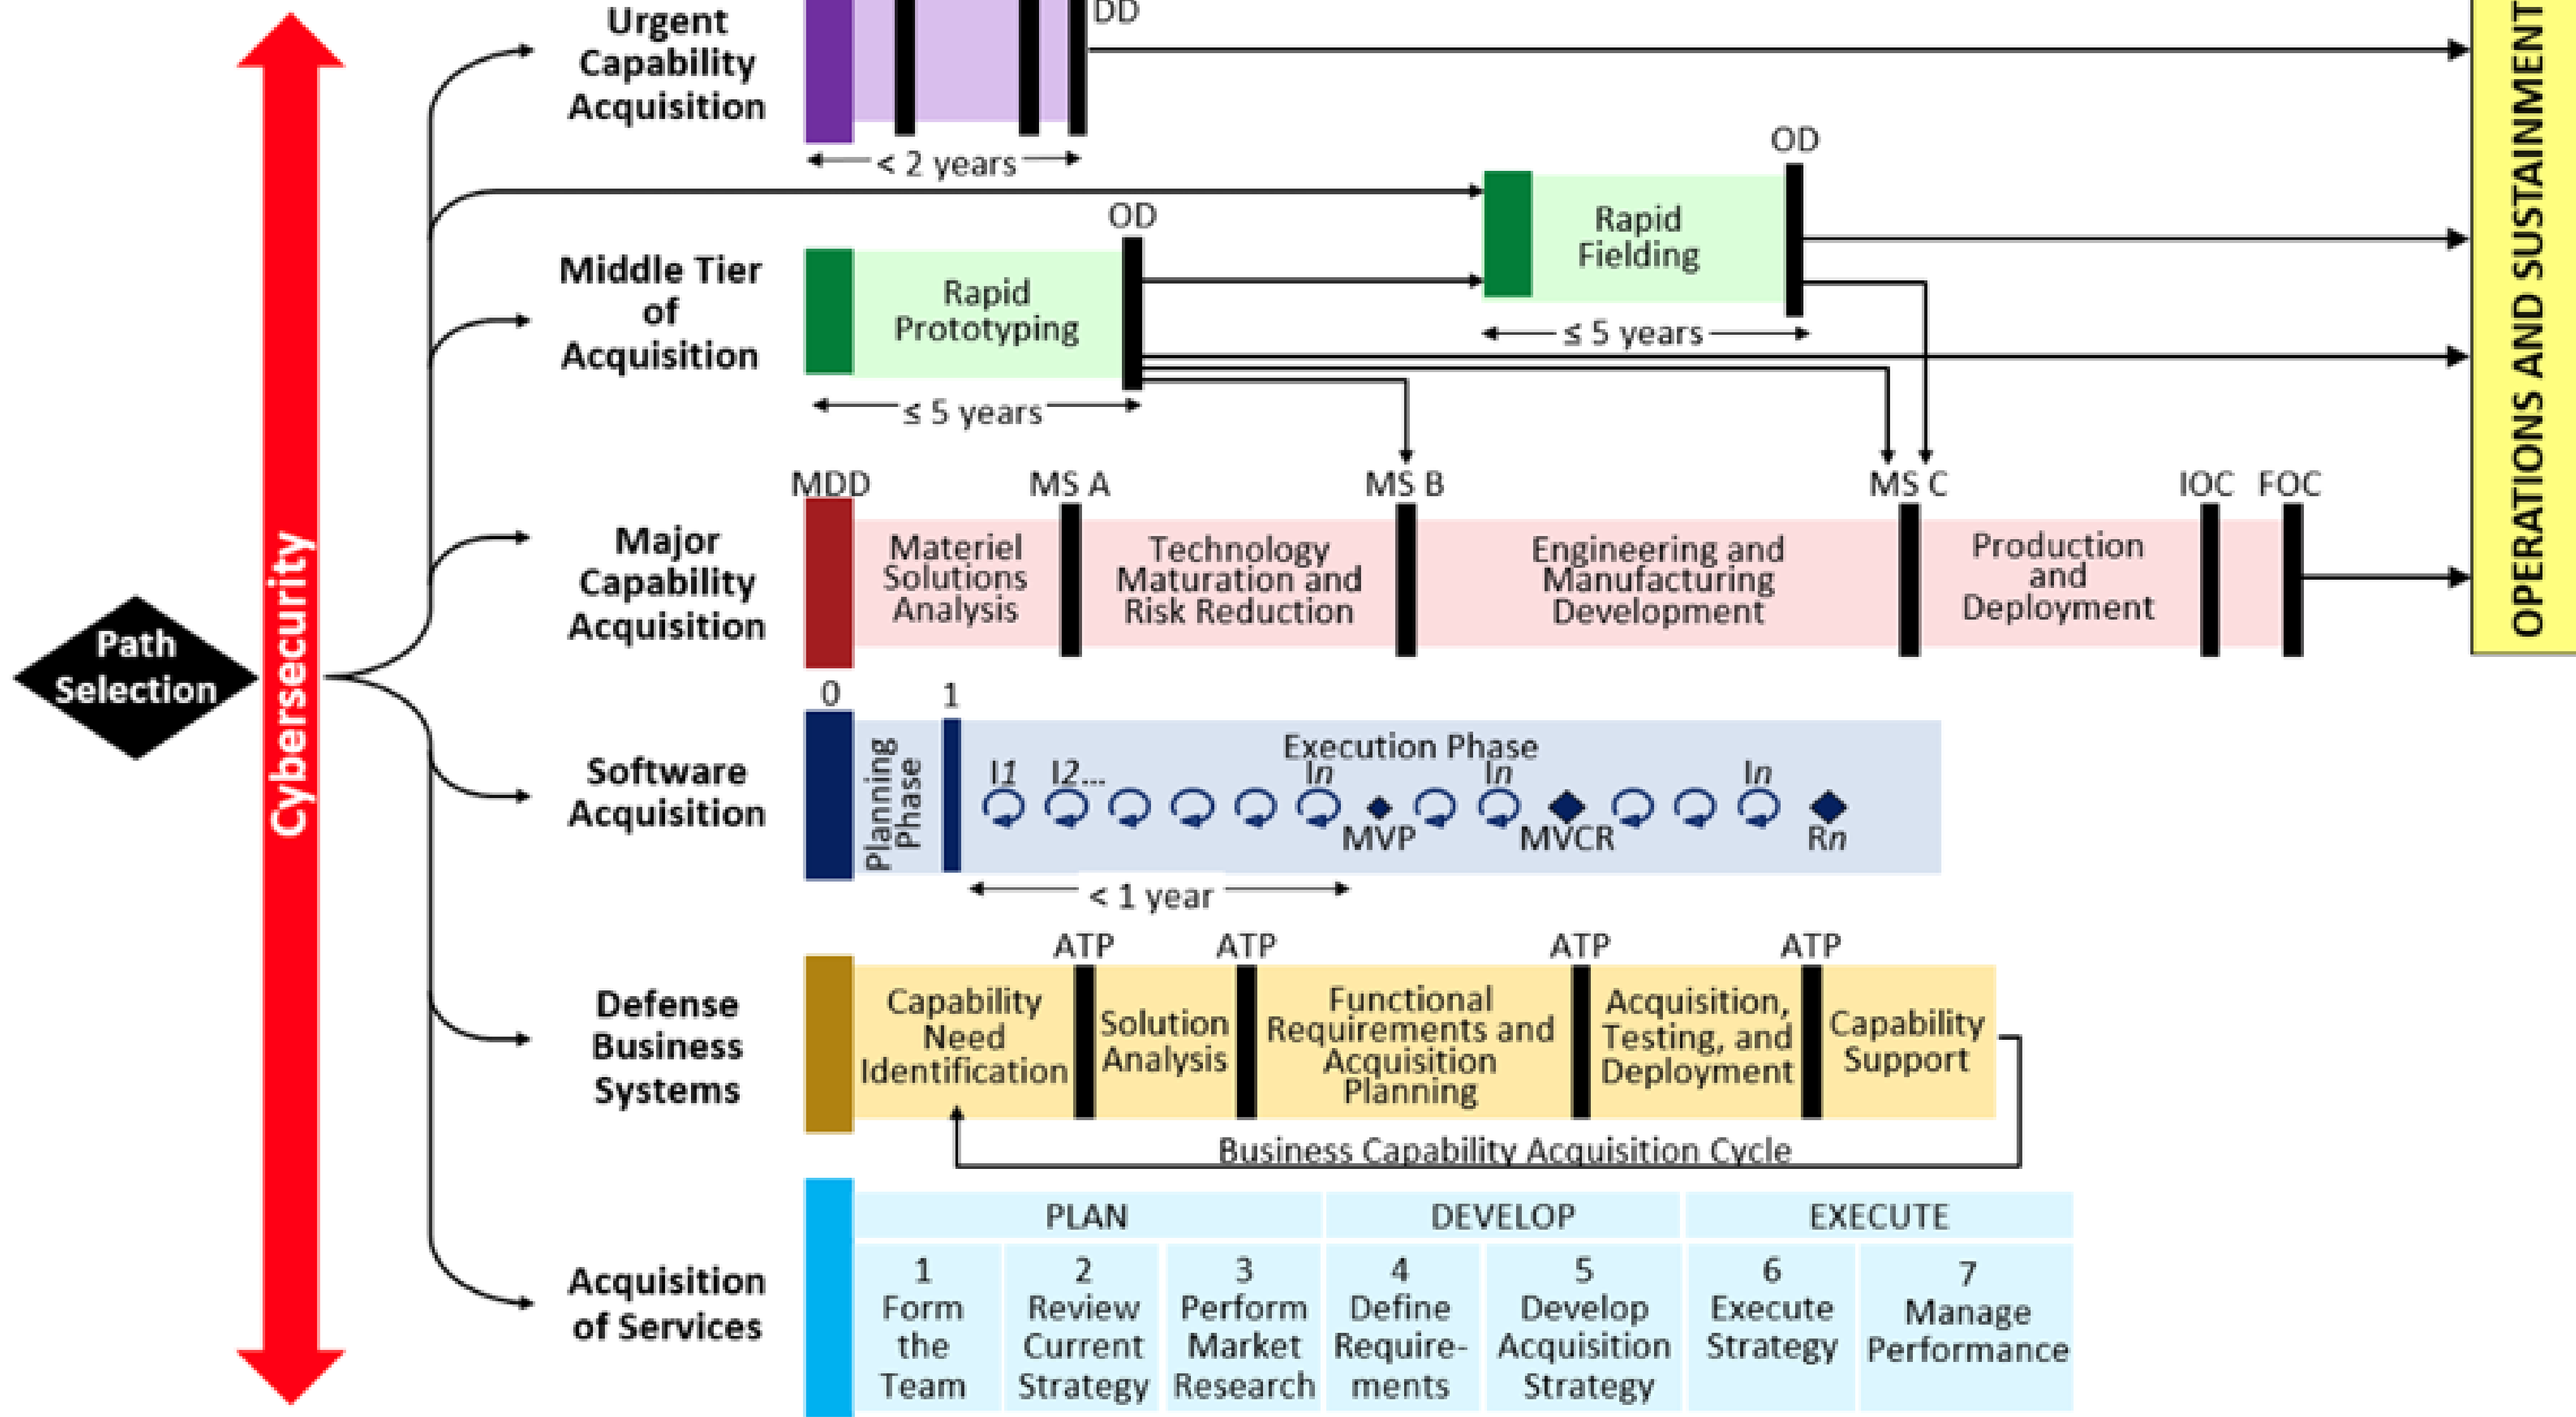 Urgent
Capability
Acquisition
DD
< 2 years
OD
Rapid
Fielding
≤ 5 years
Middle Tier
of
Acquisition
OD
Rapid
Prototyping
≤ 5 years
OPERATIONS AND SUSTAINMENT
Path
Selection
Cybersecurity
Major
Capability
Acquisition
MDD
MS A
MS B
MS C
IOC
FOC
Materiel
Solutions
Analysis
Technology
Maturation and
Risk Reduction
Engineering and
Manufacturing
Development
Production
and
Deployment
Software
Acquisition
0
1
Planning
Phase
Execution Phase
I1
I2...
In
In
In
MVP
MVCR
Rn
< 1 year
Defense
Business
Systems
ATP
ATP
ATP
ATP
Capability
Need
Identification
Solution
Analysis
Functional
Requirements and
Acquisition
Planning
Acquisition,
Testing, and
Deployment
Capability
Support
Business Capability Acquisition Cycle
Acquisition
of Services
PLAN
DEVELOP
EXECUTE
1
Form
the
Team
2
Review
Current
Strategy
3
Perform
Market
Research
4
Define
Require-
ments
5
Develop
Acquisition
Strategy
6
Execute
Strategy
7
Manage
Performance